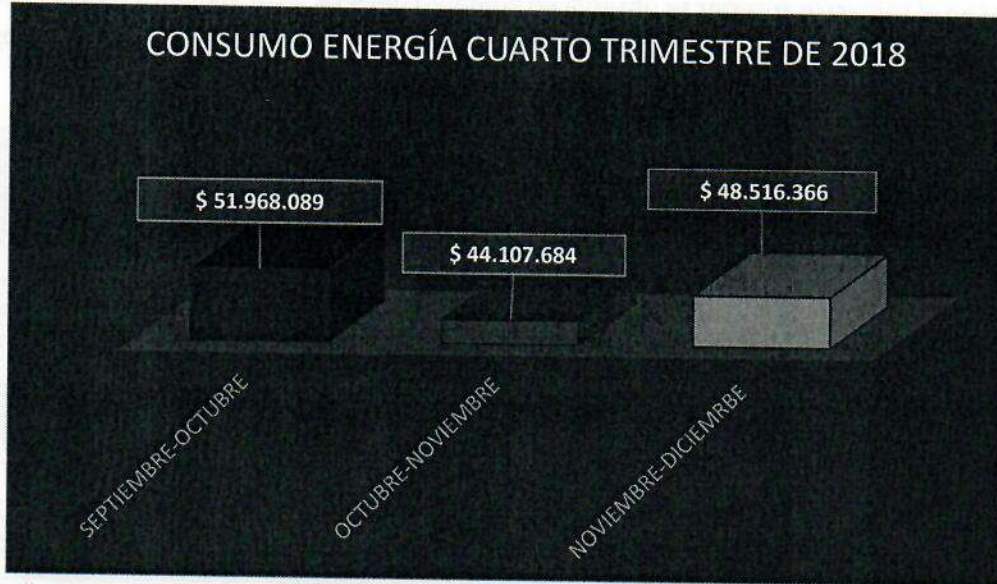 CONSUMO ENERGÍA CUARTO TRIMESTRE DE 2018
$ 51.968.089
$ 44.107.684
$ 48.516.366
SEPTIEMBRE-OCTUBRE
OCTUBRE-NOVIEMBRE
NOVIEMBRE-DICIEMRBE